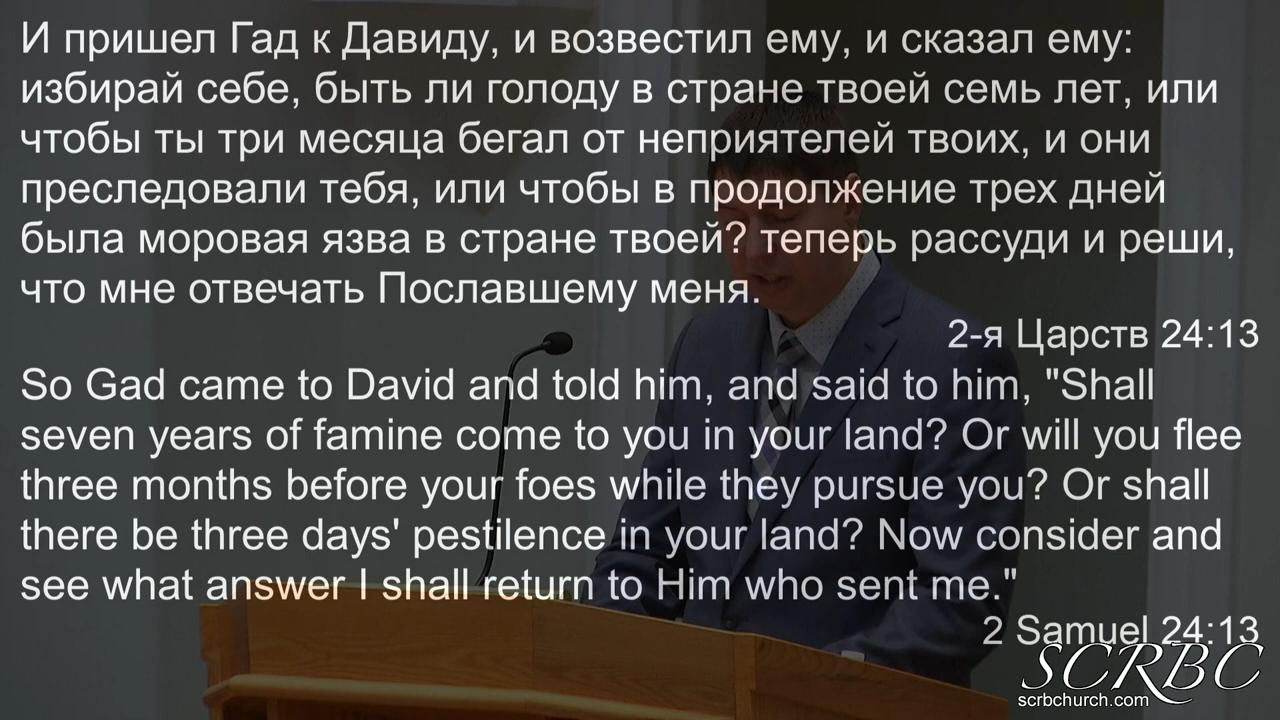 И пришел Гад к Давиду, и возвестил ему, и сказал ему:
избирай себе, быть ли голоду в стране твоей семь лет, или
чтобы ты три месяца бегал от неприятелей твоих, и они
преследовали тебя, или чтобы в продолжение трех дней
была моровая язва в стране твоей? теперь рассуди и реши,
что мне отвечать Пославшему меня.
2-я Царств 24:13
So Gad came to David and told him, and said to him, "Shall
seven years of famine come to you in your land? Or will you flee
three months before your foes while they pursue you? Or shall
there be three days' pestilence in your land? Now consider and
see what answer I shall return to Him who sent me."
2 Samuel 24:13
SCRBC
scrbchurch.com